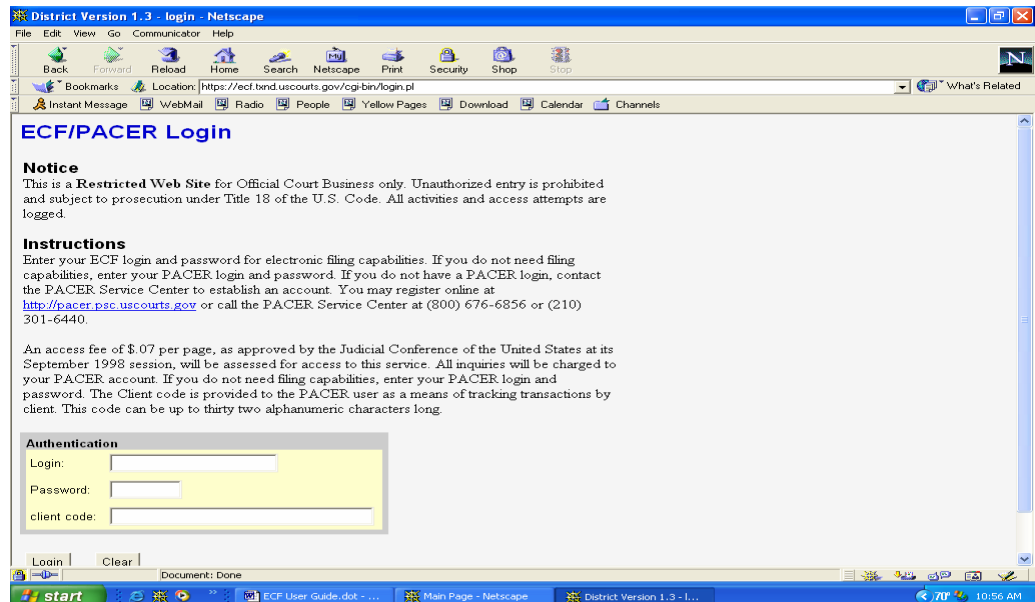 District Version 1.3 - login - Netscape
File Edit View Go Communicator Help
Back Forward Reload Home Search Netscape Print Security Shop Stop
My
N
Bookmarks Location: https://ecf.txnd.uscourts.gov/cgi-bin/login.pl What's Related
Instant Message WebMail Radio People Yellow Pages Download Calendar Channels
ECF/PACER Login
Notice
This is a Restricted Web Site for Official Court Business only. Unauthorized entry is prohibited
and subject to prosecution under Title 18 of the U.S. Code. All activities and access attempts are
logged.
Instructions
Enter your ECF login and password for electronic filing capabilities. If you do not need filing
capabilities, enter your PACER login and password. If you do not have a PACER login, contact
the PACER Service Center to establish an account. You may register online at
http://pacer.psc.uscourts.gov or call the PACER Service Center at (800) 676-6856 or (210)
301-6440.
An access fee of $.07 per page, as approved by the Judicial Conference of the United States at its
September 1998 session, will be assessed for access to this service. All inquiries will be charged to
your PACER account. If you do not need filing capabilities, enter your PACER login and
password. The Client code is provided to the PACER user as a means of tracking transactions by
client. This code can be up to thirty two alphanumeric characters long.
Authentication
Login:
Password:
client code:
Login Clear
Document: Done
start ECF User Guide.dot - ... Main Page - Netscape District Version 1.3 - l... 70° 10:56 AM